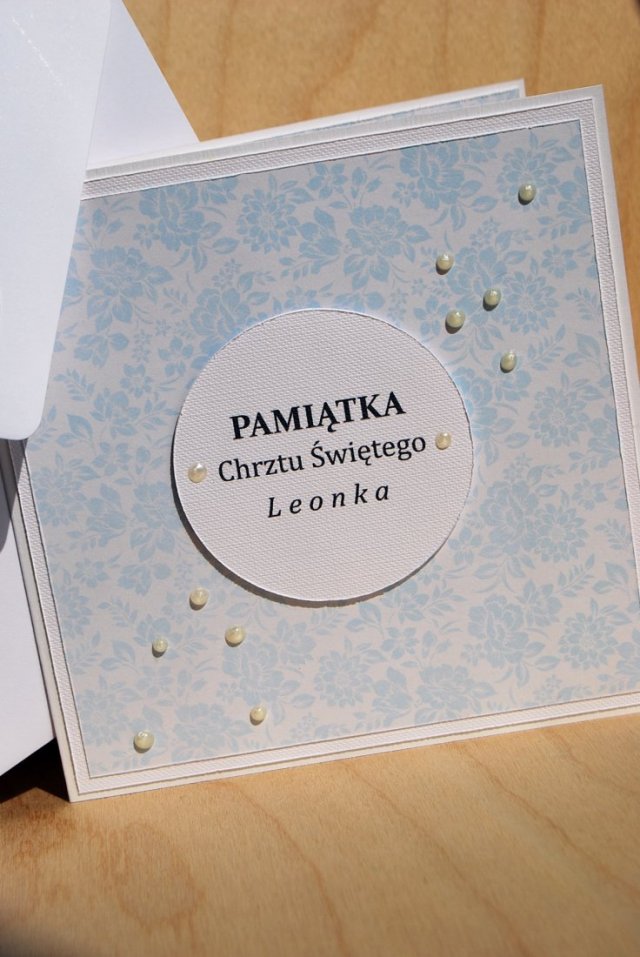 PAMIĄTKA
Chrztu Świętego
Leonka